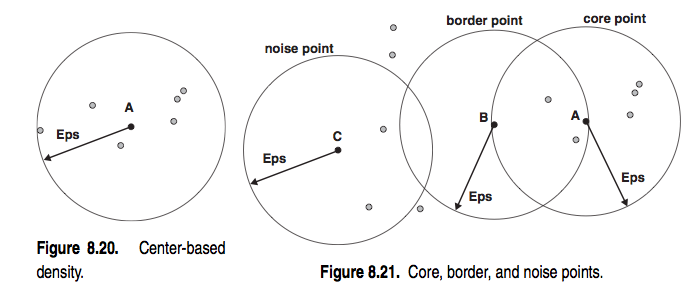 border point
core point
noise point
A
Eps
C
Eps
B
Eps
A
Eps
Figure 8.20. Center-based
density.
Figure 8.21. Core, border, and noise points.